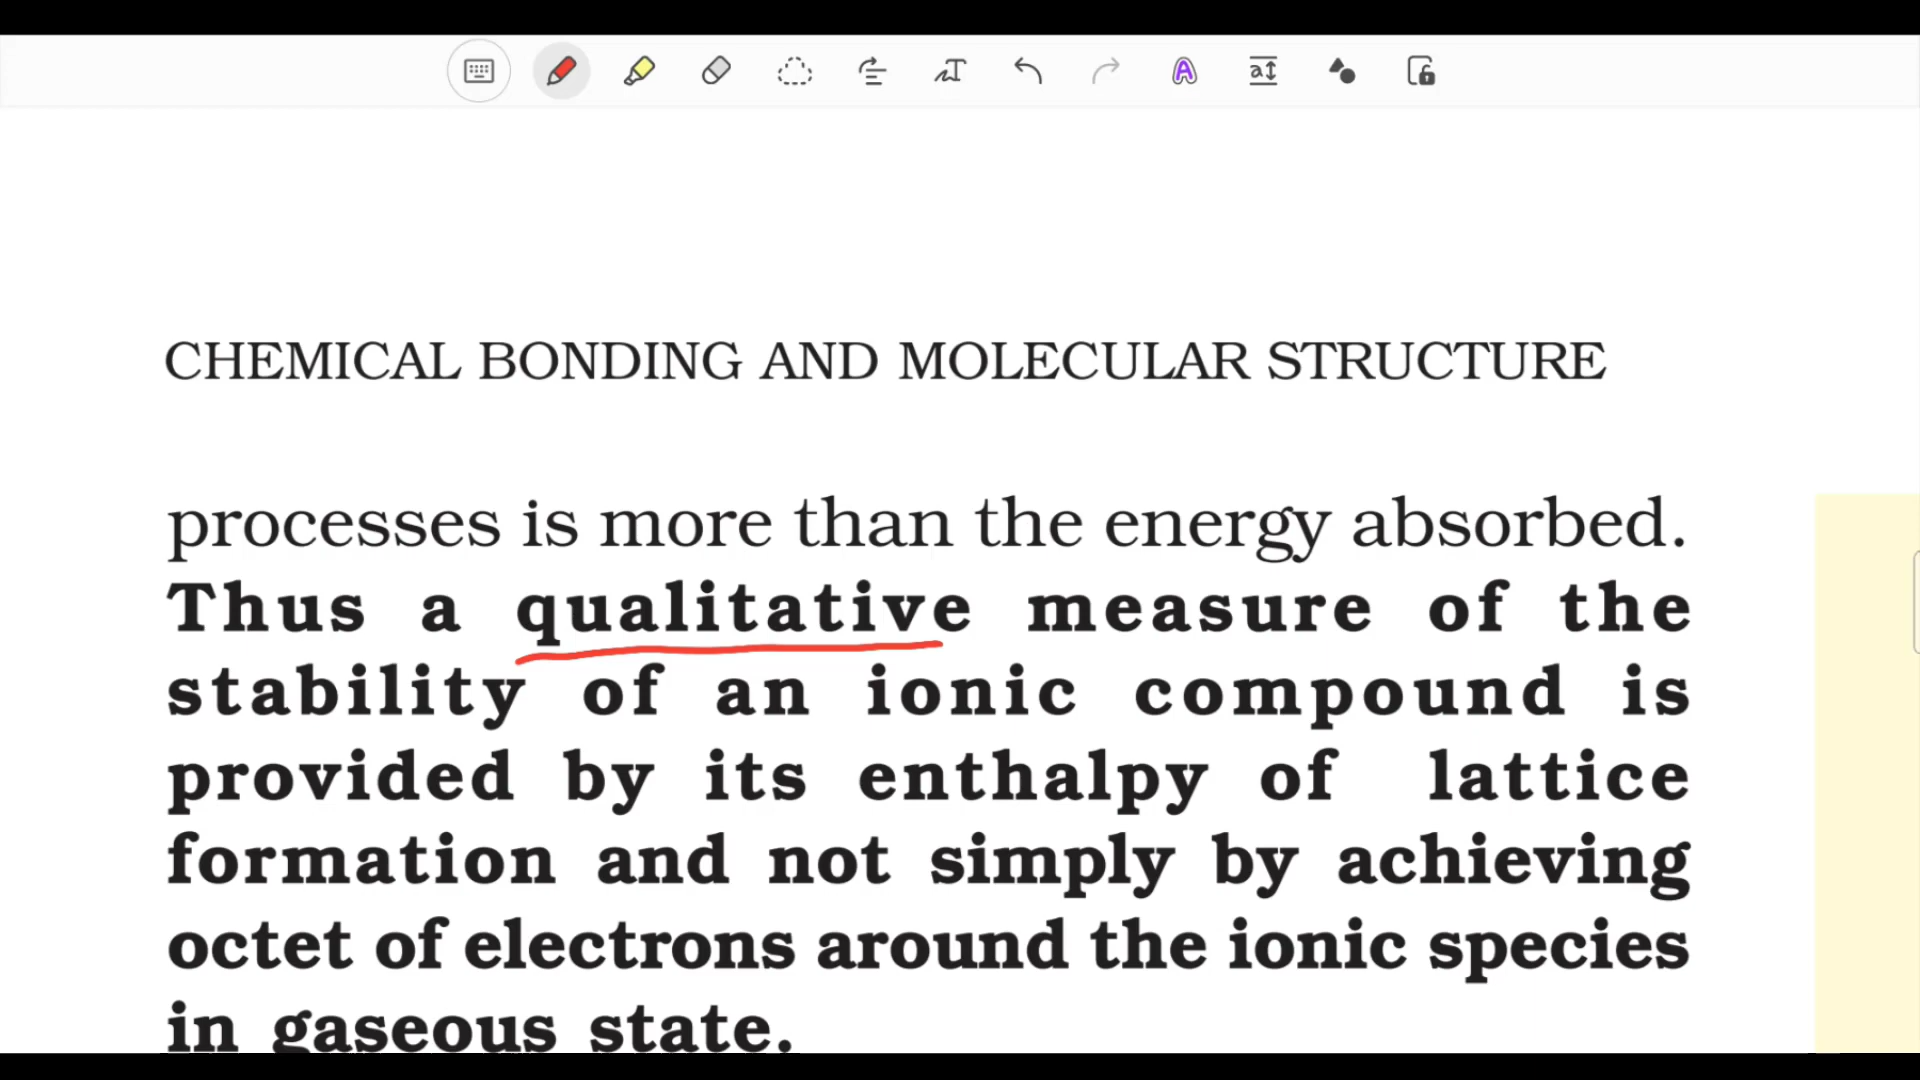 CHEMICAL BONDING AND MOLECULAR STRUCTURE
processes is more than the energy absorbed.
Thus a qualitative measure of the
stability of an ionic compound is
provided by its enthalpy of lattice
formation and not simply by achieving
octet of electrons around the ionic species
in gaseous state.